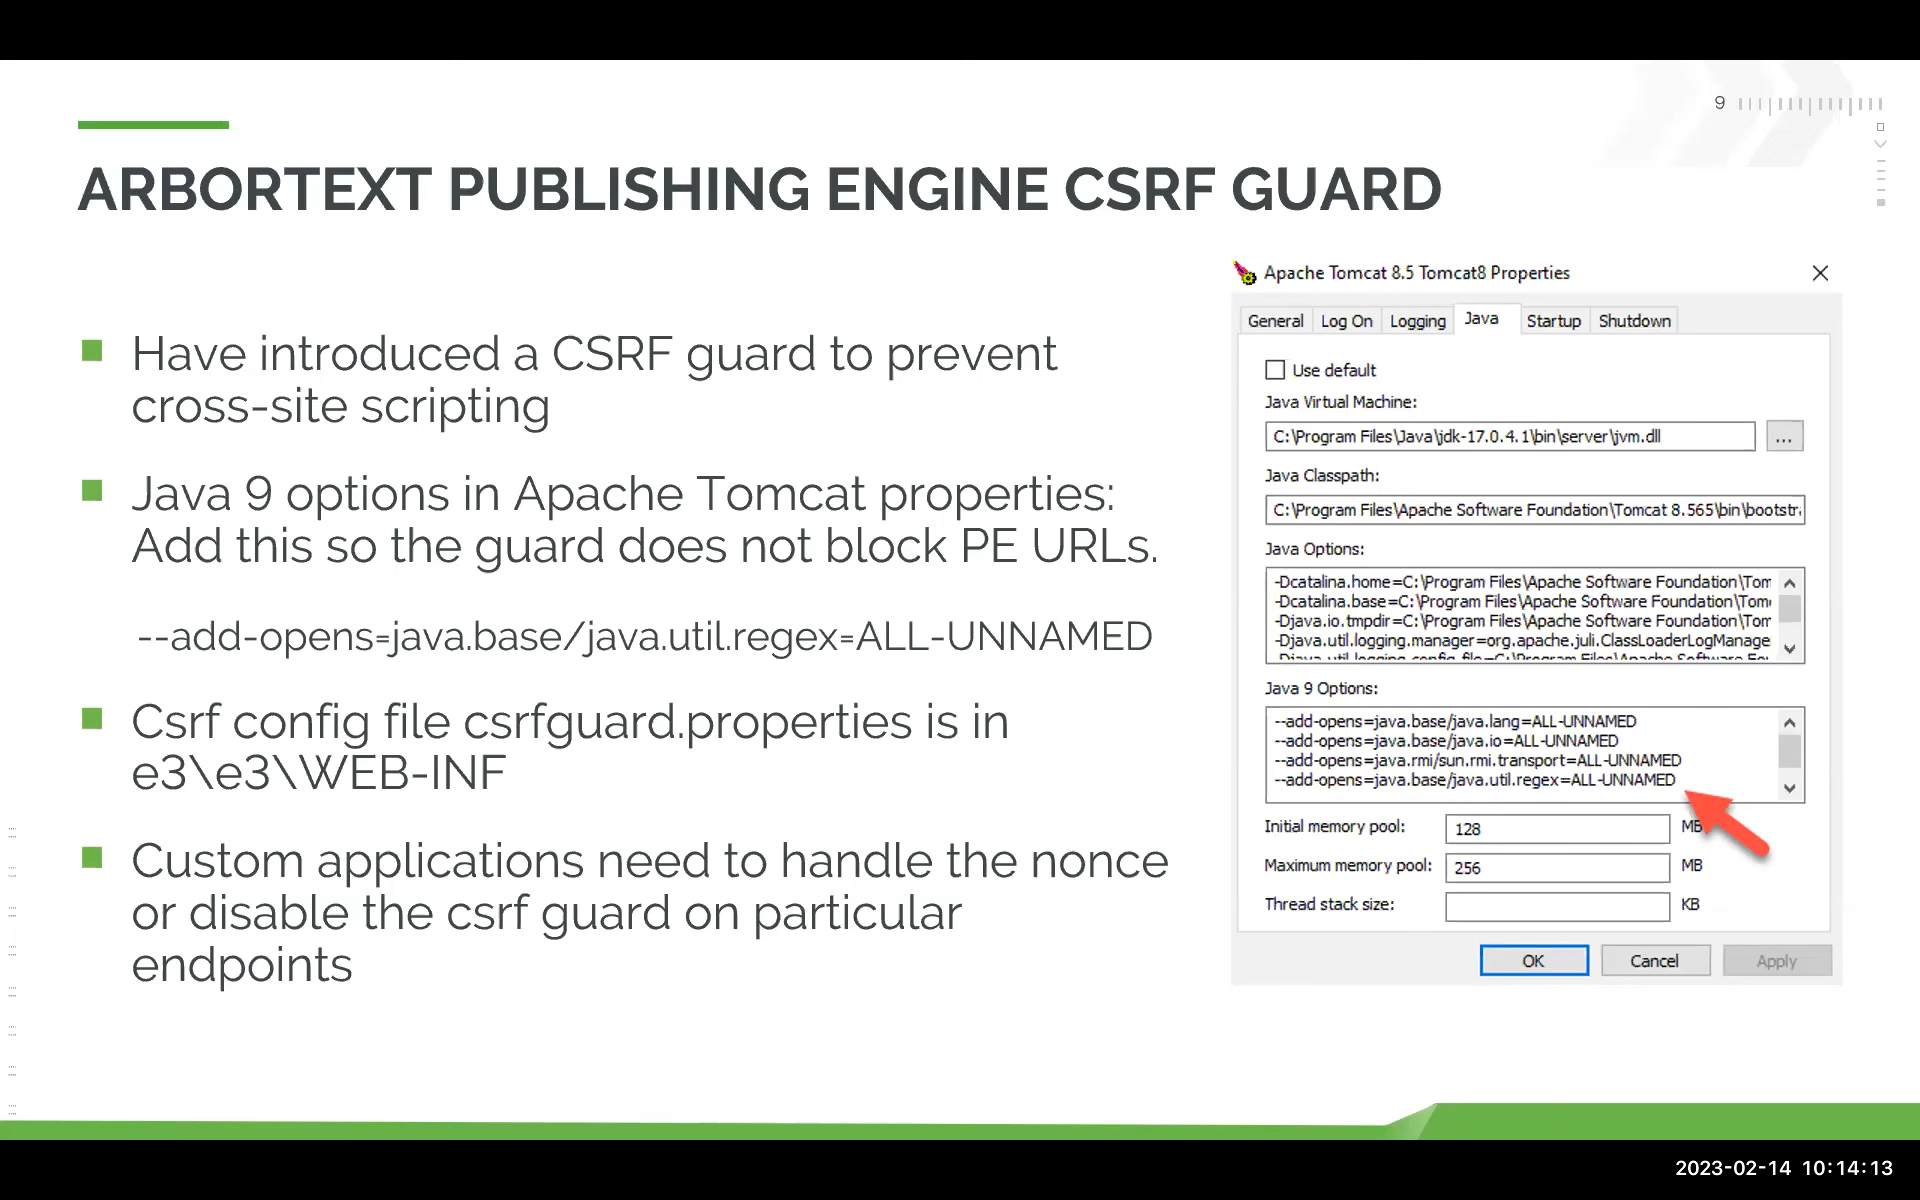 9
ARBORTEXT PUBLISHING ENGINE CSRF GUARD
Have introduced a CSRF guard to prevent
cross-site scripting
Java 9 options in Apache Tomcat properties:
Add this so the guard does not block PE URLs.
--add-opens=java.base/java.util.regex=ALL-UNNAMED
Csrf config file csrfguard.properties is in
e3\e3\WEB-INF
Custom applications need to handle the nonce
or disable the csrf guard on particular
endpoints
Apache Tomcat 8.5 Tomcat8 Properties
General Log On Logging Java Startup Shutdown
Use default
Java Virtual Machine:
C:\Program Files\Java\jdk-17.0.4.1\bin\server\jvm.dll
...
Java Classpath:
C:\Program Files\Apache Software Foundation\Tomcat 8.565\bin\bootstr
Java Options:
-Dcatalina.home=C:\Program Files\Apache Software Foundation\Tom
-Dcatalina.base=C:\Program Files\Apache Software Foundation\Tom
-Djava.io.tmpdir=C:\Program Files\Apache Software Foundation\Tom
-Djava.util.logging.manager=org.apache.juli.ClassLoaderLogManage
-Djava.util.logging.config.file=C:\Program Files\Apache Software Fo
Java 9 Options:
--add-opens=java.base/java.lang=ALL-UNNAMED
--add-opens=java.base/java.io=ALL-UNNAMED
--add-opens=java.rmi/sun.rmi.transport=ALL-UNNAMED
--add-opens=java.base/java.util.regex=ALL-UNNAMED
Initial memory pool: 128 MB
Maximum memory pool: 256 MB
Thread stack size: KB
OK Cancel Apply
2023-02-14 10:14:13